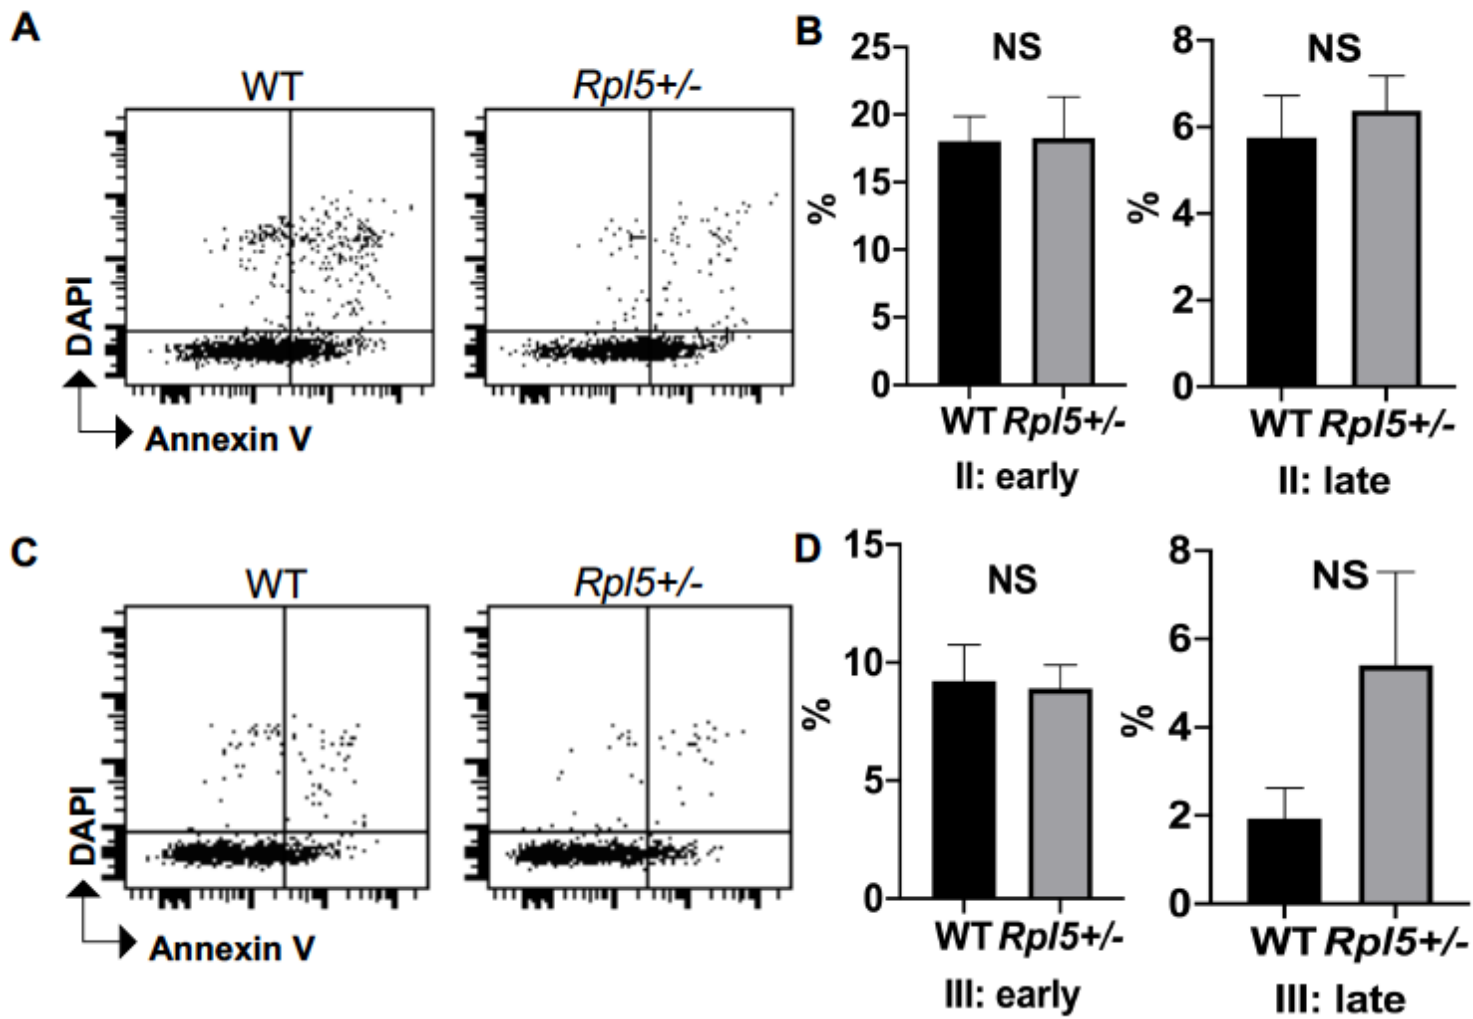 A
WT
Rpl5+/-
DAPI
Annexin V
B
NS
25
20
15
10
5
0
%
WT Rpl5+/-
II: early
NS
8
6
4
2
0
%
WT Rpl5+/-
II: late
C
WT
Rpl5+/-
DAPI
Annexin V
D
NS
15
10
5
0
%
WT Rpl5+/-
III: early
NS
8
6
4
2
0
%
WT Rpl5+/-
III: late